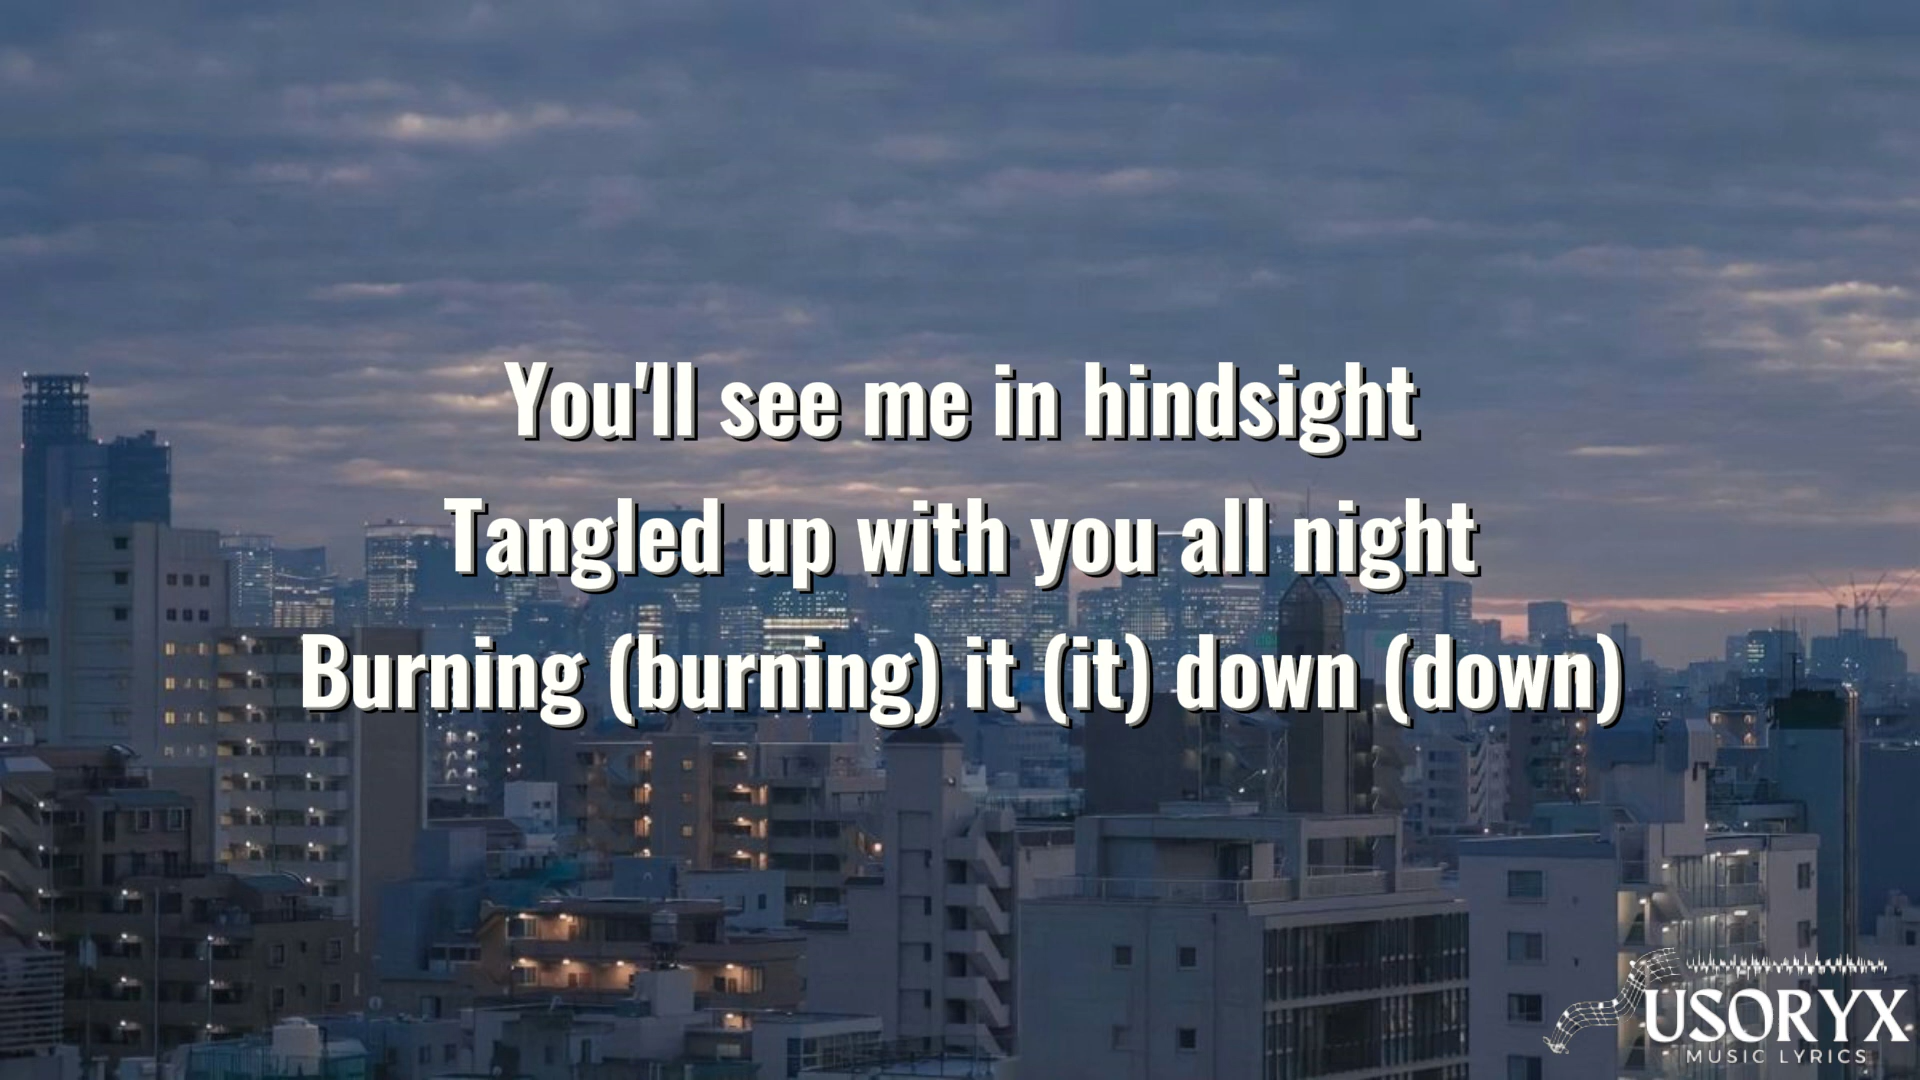 You'll see me in hindsight
Tangled up with you all night
Burning (burning) it (it) down (down)
USORYX
MUSIC LYRICS